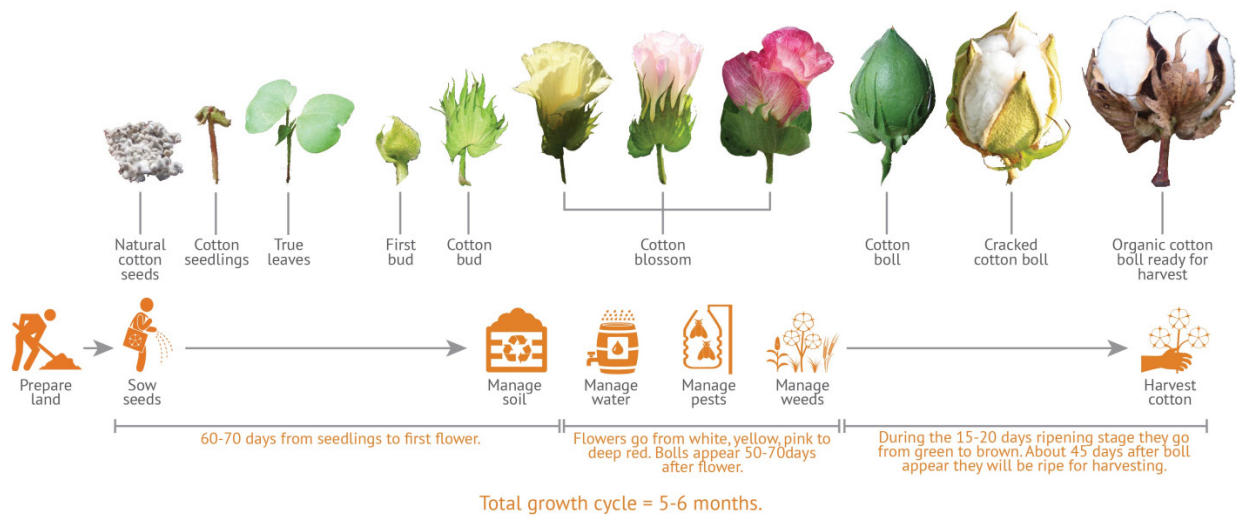 Natural
cotton
seeds
Cotton
seedlings
True
leaves
First
bud
Cotton
bud
Cotton
blossom
Cotton
boll
Cracked
cotton boll
Organic cotton
boll ready for
harvest
Prepare
land
Sow
seeds
Manage
soil
Manage
water
Manage
pests
Manage
weeds
Harvest
cotton
60-70 days from seedlings to first flower.
Flowers go from white, yellow, pink to
deep red. Bolls appear 50-70days
after flower.
During the 15-20 days ripening stage they go
from green to brown. About 45 days after boll
appear they will be ripe for harvesting.
Total growth cycle = 5-6 months.